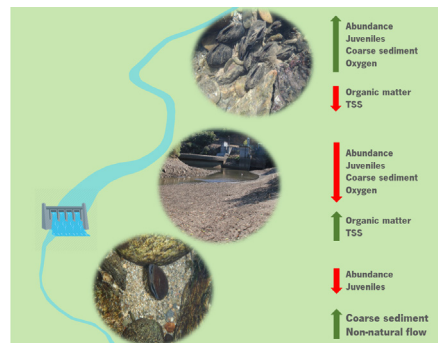 Abundance
Juveniles
Coarse sediment
Oxygen
Organic matter
TSS
Abundance
Juveniles
Coarse sediment
Oxygen
Organic matter
TSS
Abundance
Juveniles
Coarse sediment
Non-natural flow